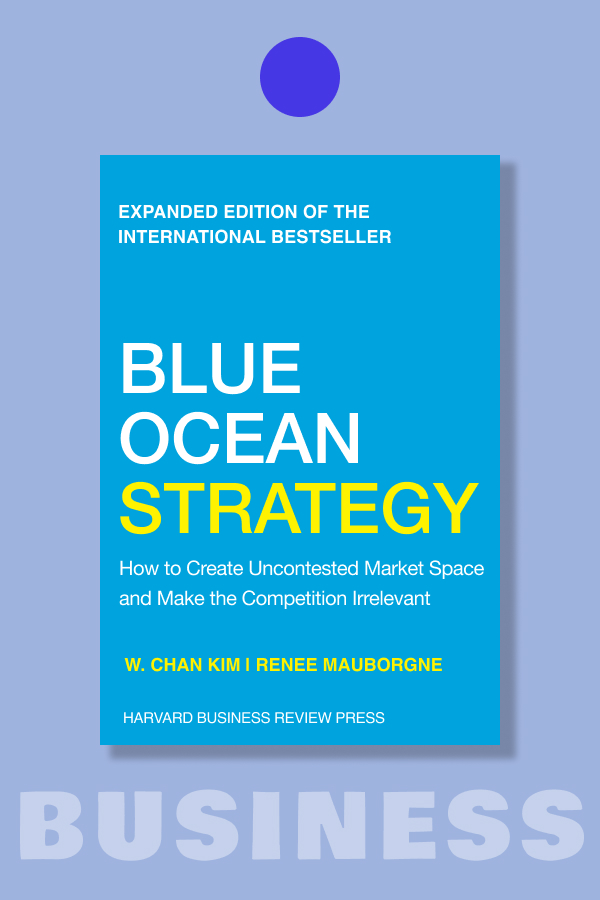 EXPANDED EDITION OF THE
INTERNATIONAL BESTSELLER
BLUE
OCEAN
STRATEGY
How to Create Uncontested Market Space
and Make the Competition Irrelevant
W. CHAN KIM I RENEE MAUBORGNE
HARVARD BUSINESS REVIEW PRESS
BUSINESS